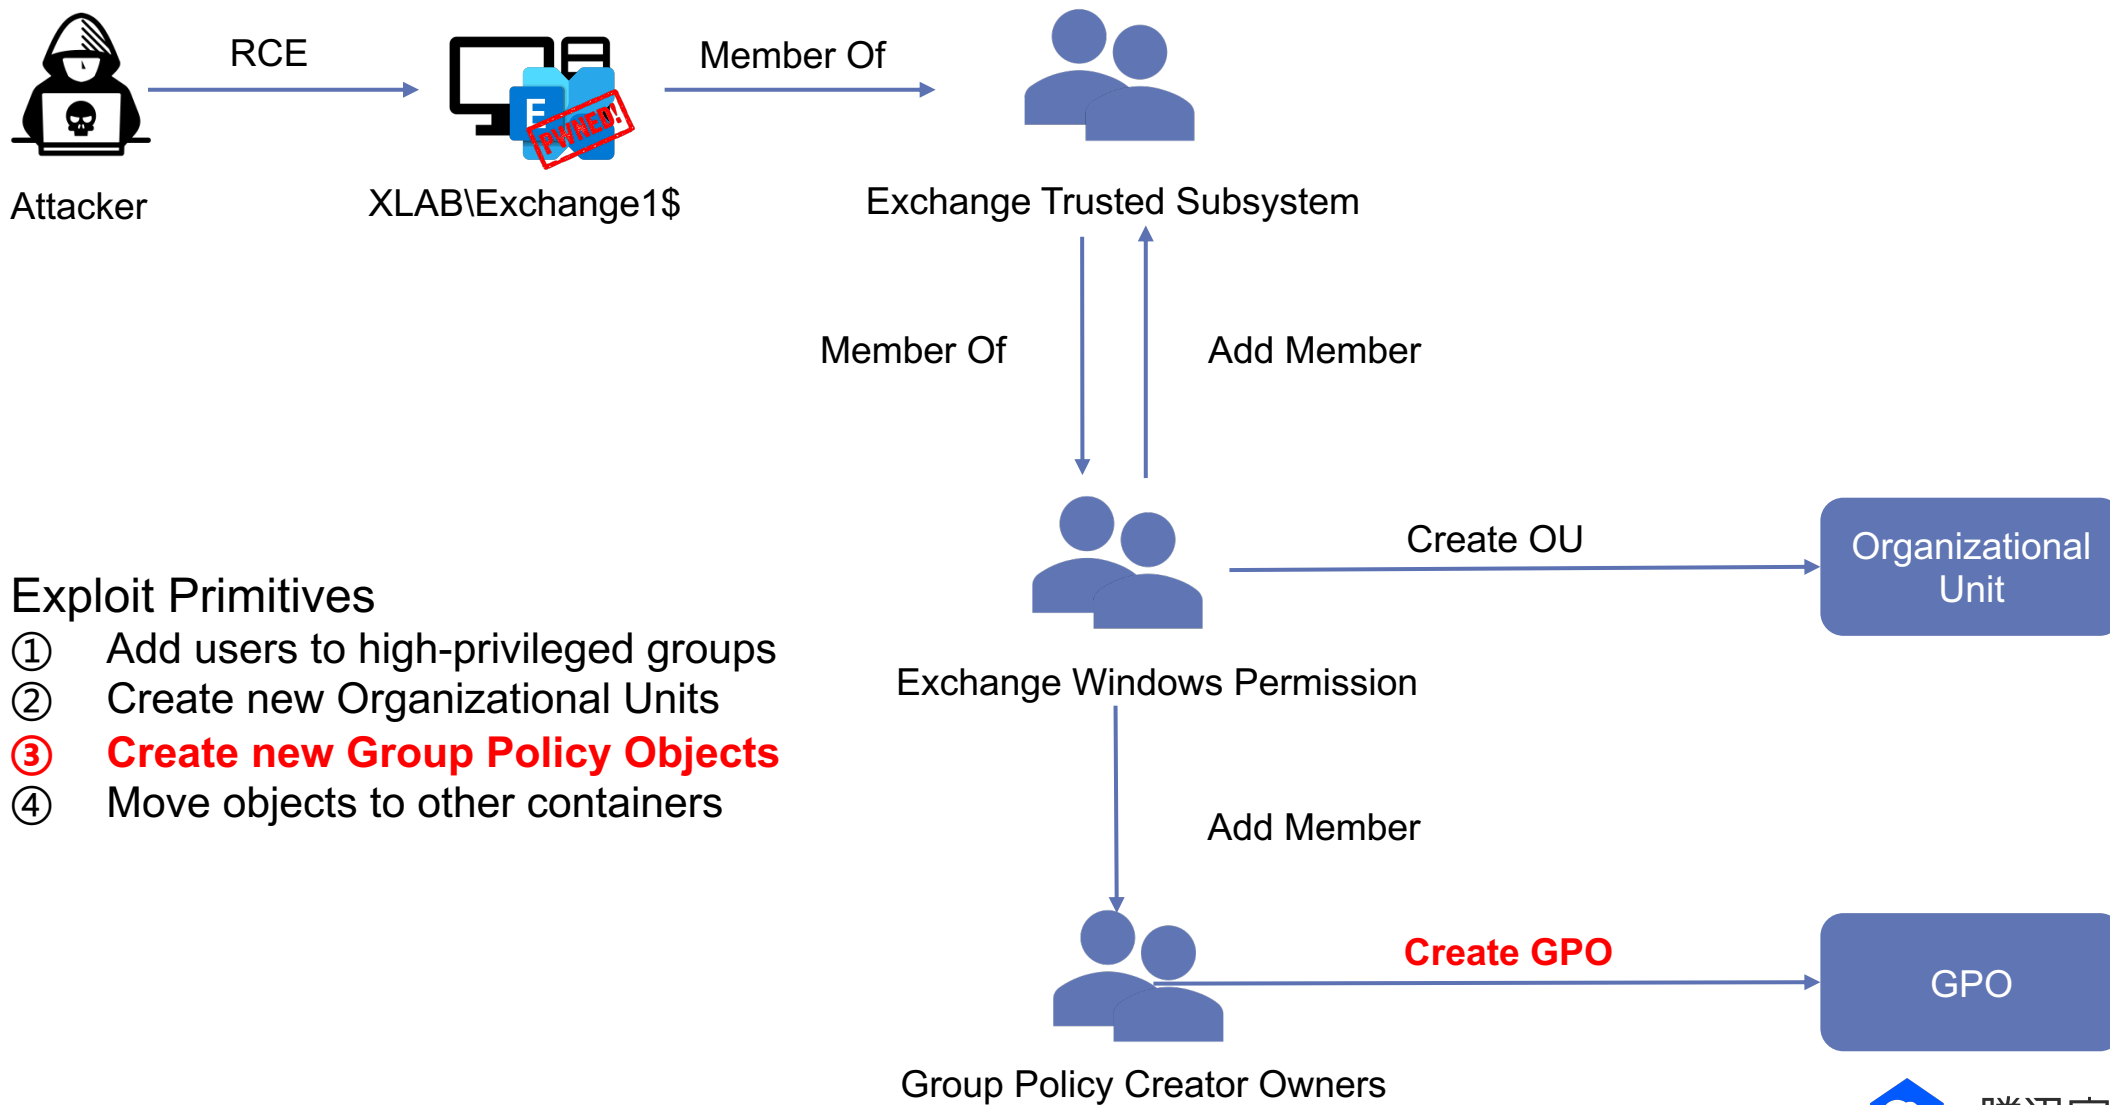 RCE
Member Of
E
PWNED!
Attacker
XLAB\Exchange1$
Exchange Trusted Subsystem
Member Of
Add Member
Create OU
Organizational
Unit
Exploit Primitives
① Add users to high-privileged groups
② Create new Organizational Units
③ Create new Group Policy Objects
④ Move objects to other containers
Exchange Windows Permission
Add Member
Create GPO
GPO
Group Policy Creator Owners